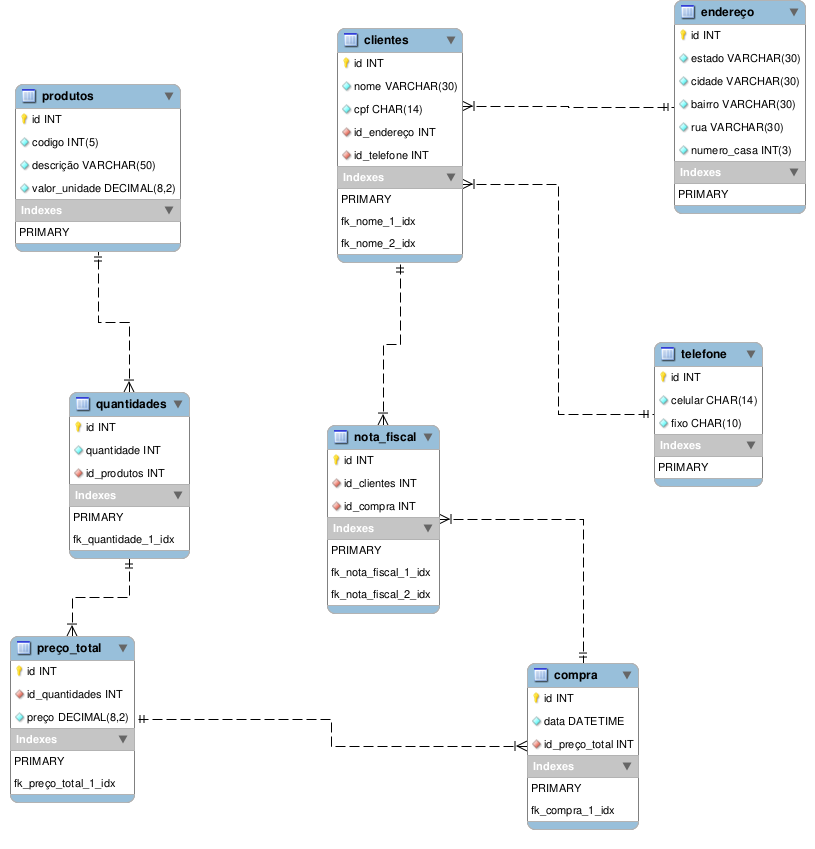 produtos
id INT
codigo INT(5)
descrição VARCHAR(50)
valor_unidade DECIMAL(8,2)
Indexes
PRIMARY
clientes
id INT
nome VARCHAR(30)
cpf CHAR(14)
id_endereço INT
id_telefone INT
Indexes
PRIMARY
fk_nome_1_idx
fk_nome_2_idx
endereço
id INT
estado VARCHAR(30)
cidade VARCHAR(30)
bairro VARCHAR(30)
rua VARCHAR(30)
numero_casa INT(3)
Indexes
PRIMARY
telefone
id INT
celular CHAR(14)
fixo CHAR(10)
Indexes
PRIMARY
quantidades
id INT
quantidade INT
id_produtos INT
Indexes
PRIMARY
fk_quantidade_1_idx
nota_fiscal
id INT
id_clientes INT
id_compra INT
Indexes
PRIMARY
fk_nota_fiscal_1_idx
fk_nota_fiscal_2_idx
preço_total
id INT
id_quantidades INT
preço DECIMAL(8,2)
Indexes
PRIMARY
fk_preço_total_1_idx
compra
id INT
data DATETIME
id_preço_total INT
Indexes
PRIMARY
fk_compra_1_idx